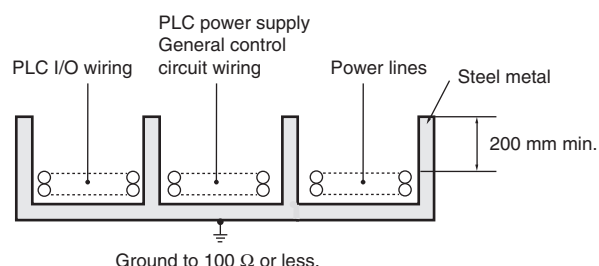 PLC power supply
General control
circuit wiring
PLC I/O wiring
Power lines
Steel metal
200 mm min.
Ground to 100 Ω or less.